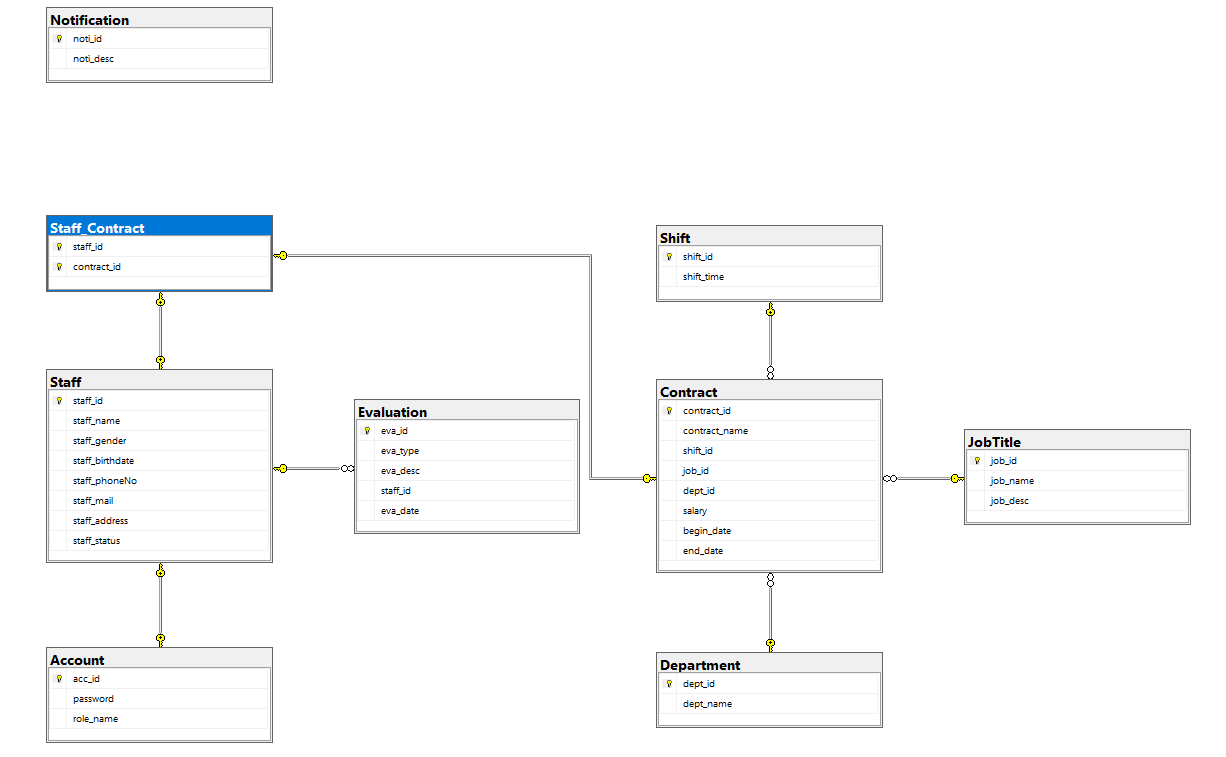 Notification
noti_id
noti_desc
Staff_Contract
staff_id
contract_id
Shift
shift_id
shift_time
Staff
staff_id
staff_name
staff_gender
staff_birthdate
staff_phoneNo
staff_mail
staff_address
staff_status
Evaluation
eva_id
eva_type
eva_desc
staff_id
eva_date
Contract
contract_id
contract_name
shift_id
job_id
dept_id
salary
begin_date
end_date
JobTitle
job_id
job_name
job_desc
Account
acc_id
password
role_name
Department
dept_id
dept_name